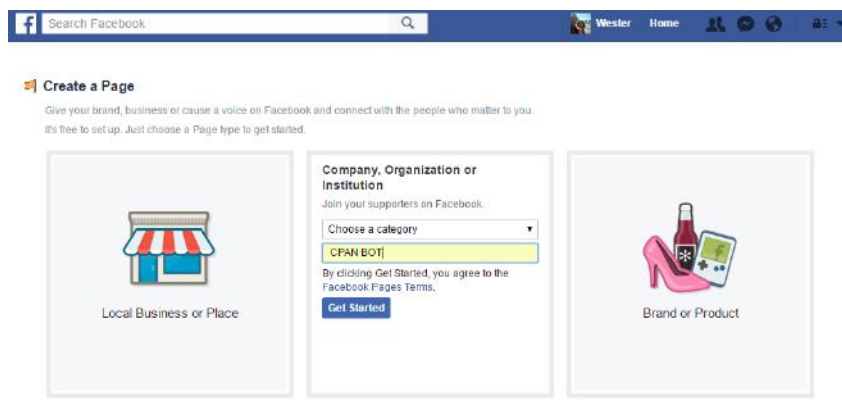 f Search Facebook Wester Home
Create a Page
Give your brand, business or cause a voice on Facebook and connect with the people who matter to you.
It's free to set up. Just choose a Page type to get started.
Company, Organization or
Institution
Join your supporters on Facebook.
Choose a category
CPAN BOT
By clicking Get Started, you agree to the
Facebook Pages Terms.
Get Started
Local Business or Place
Brand or Product